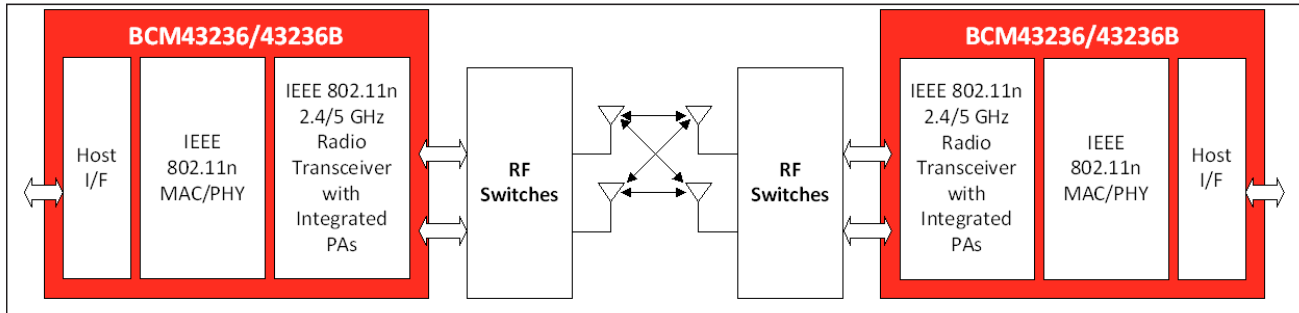 BCM43236/43236B
Host
I/F
IEEE
802.11n
MAC/PHY
IEEE 802.11n
2.4/5 GHz
Radio
Transceiver
with
Integrated
PAs
RF
Switches
RF
Switches
BCM43236/43236B
IEEE 802.11n
2.4/5 GHz
Radio
Transceiver
with
Integrated
PAs
IEEE
802.11n
MAC/PHY
Host
I/F